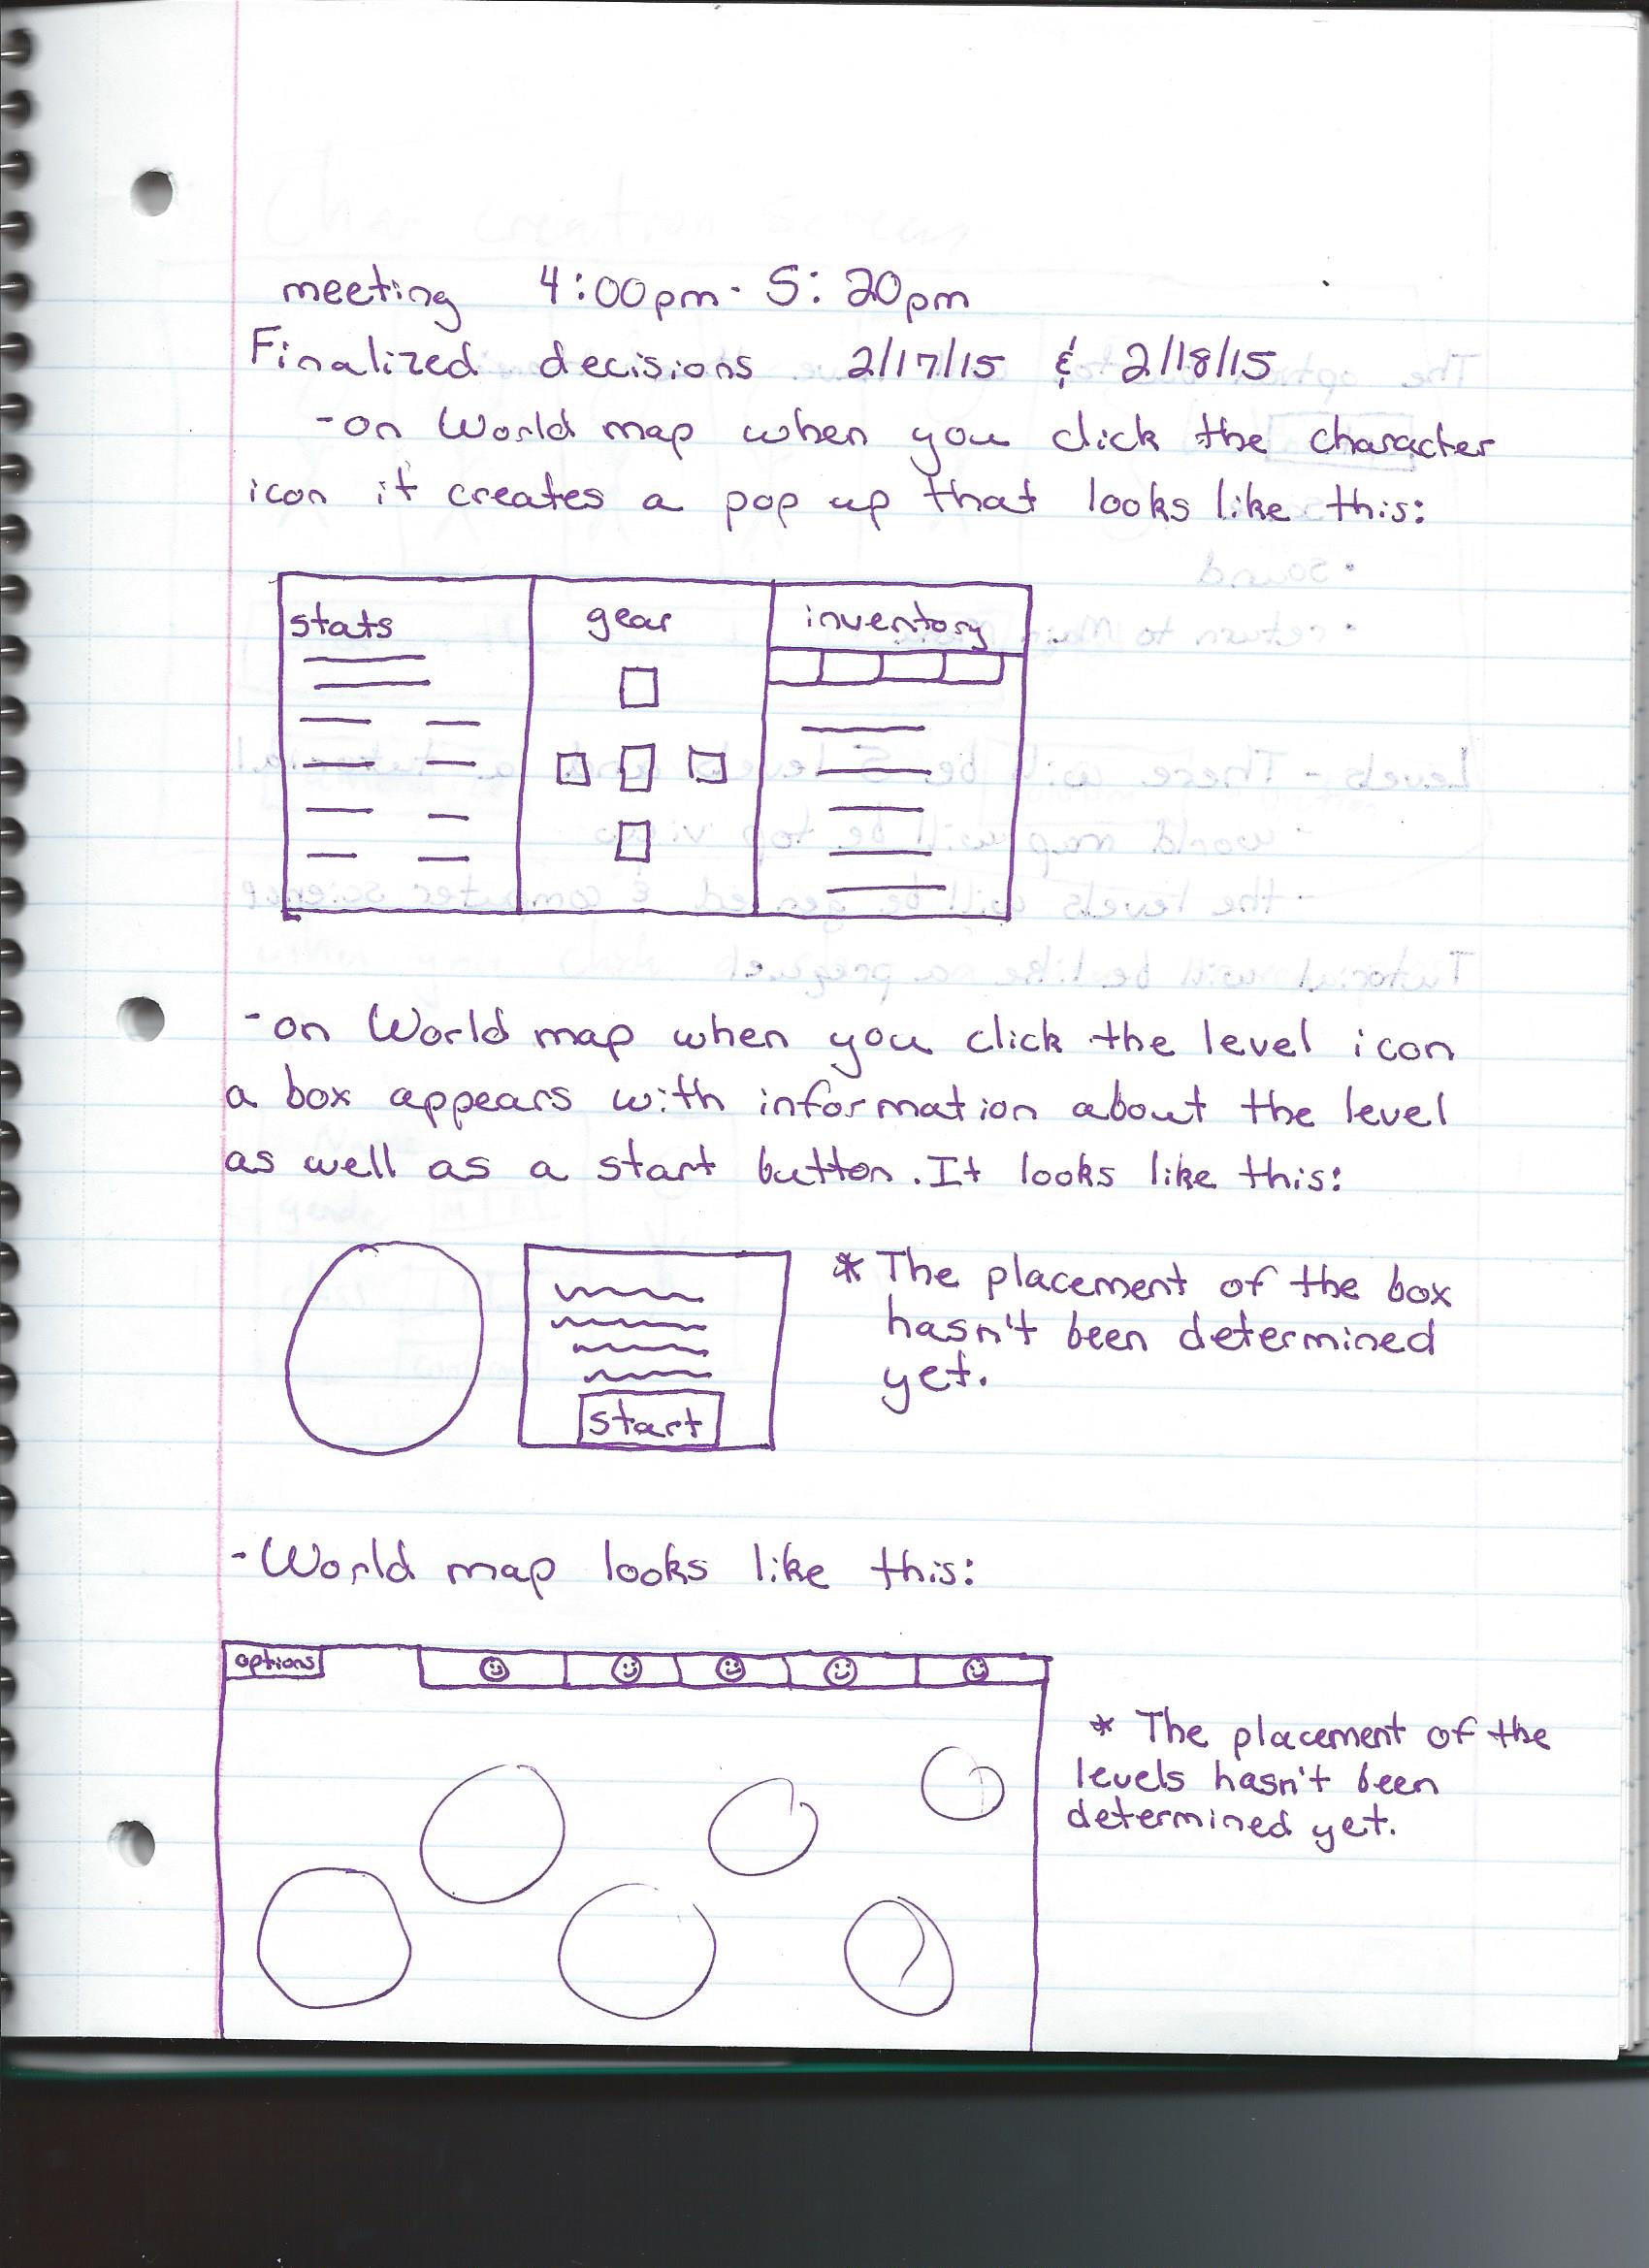 meeting 4:00pm - 5:20pm
Finalized decisions 2/17/15 & 2/18/15
-on World map when you click the character
icon it creates a pop up that looks like this:
stats gear inventory
-on World map when you click the level icon
a box appears with information about the level
as well as a start button. It looks like this:
* The placement of the box
hasn't been determined
yet.
start
-World map looks like this:
options
* The placement of the
levels hasn't been
determined yet.